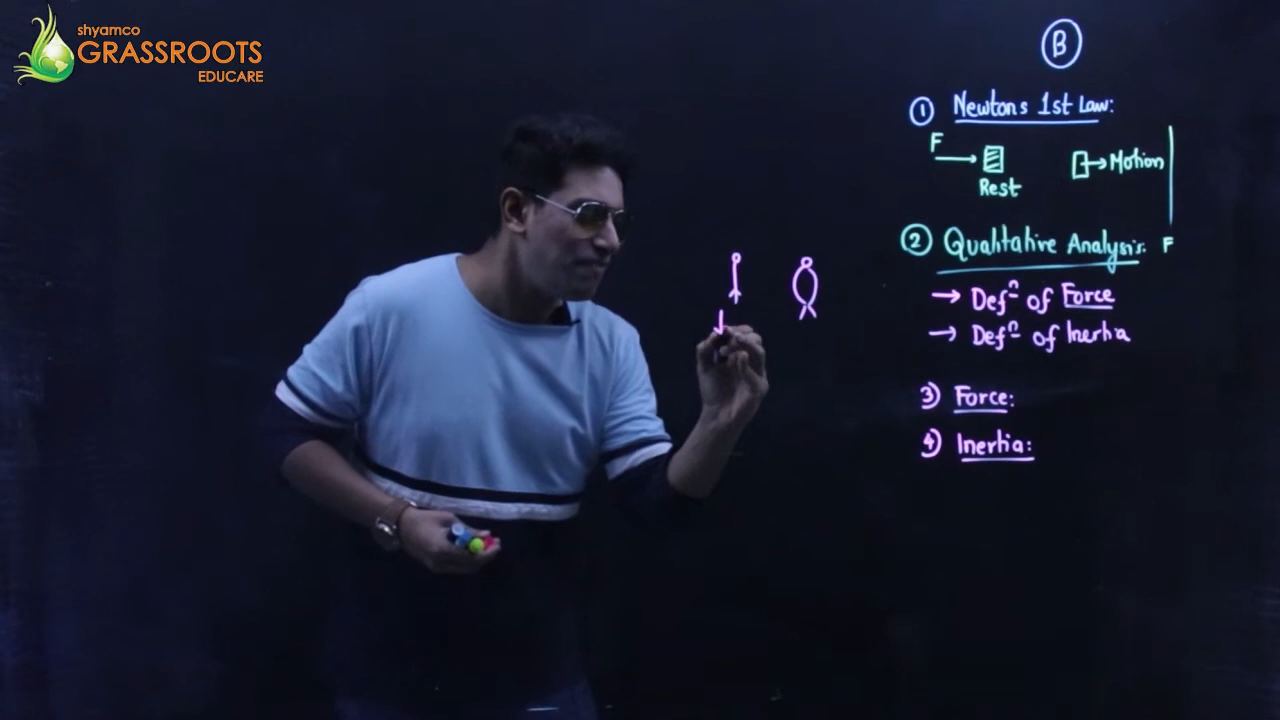 shyamco
GRASSROOTS
EDUCARE
B
① Newtons 1st Law:
F
Rest
Motion
② Qualitative Analysis: F
→ Defⁿ of Force
→ Defⁿ of Inertia
3) Force:
4) Inertia: